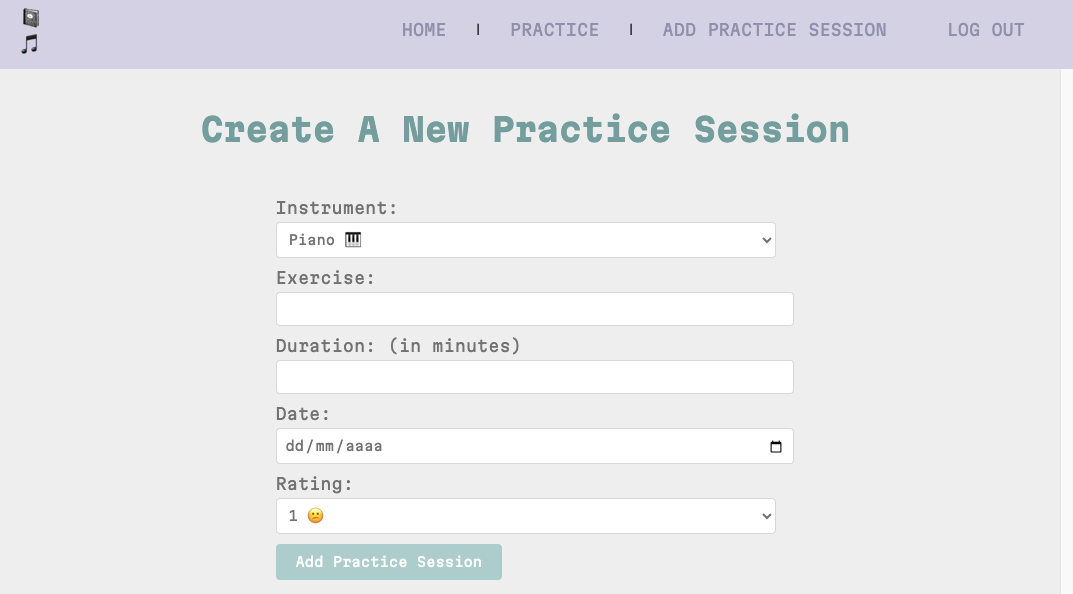 HOME | PRACTICE | ADD PRACTICE SESSION LOG OUT
Create A New Practice Session
Instrument:
Piano 🎹
Exercise:
Duration: (in minutes)
Date:
dd/mm/aaaa
Rating:
1 😕
Add Practice Session